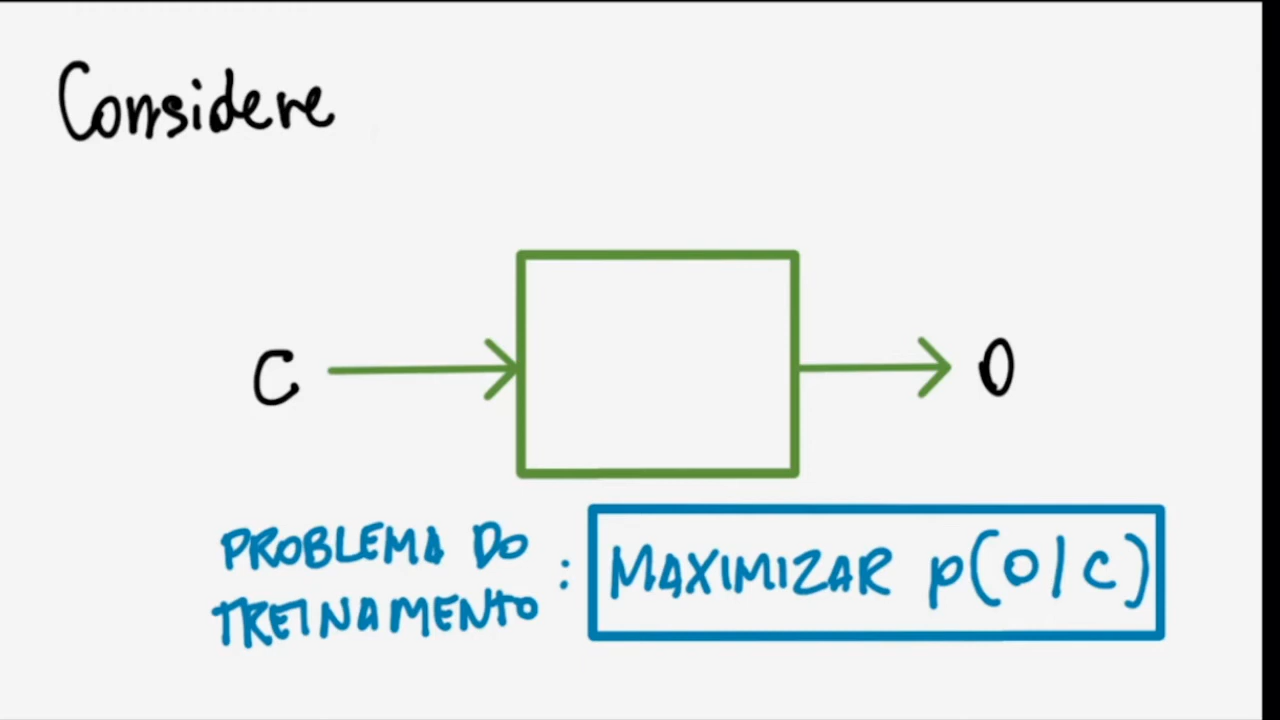 Considere
C
O
PROBLEMA DO
TREINAMENTO : MAXIMIZAR p(O|C)